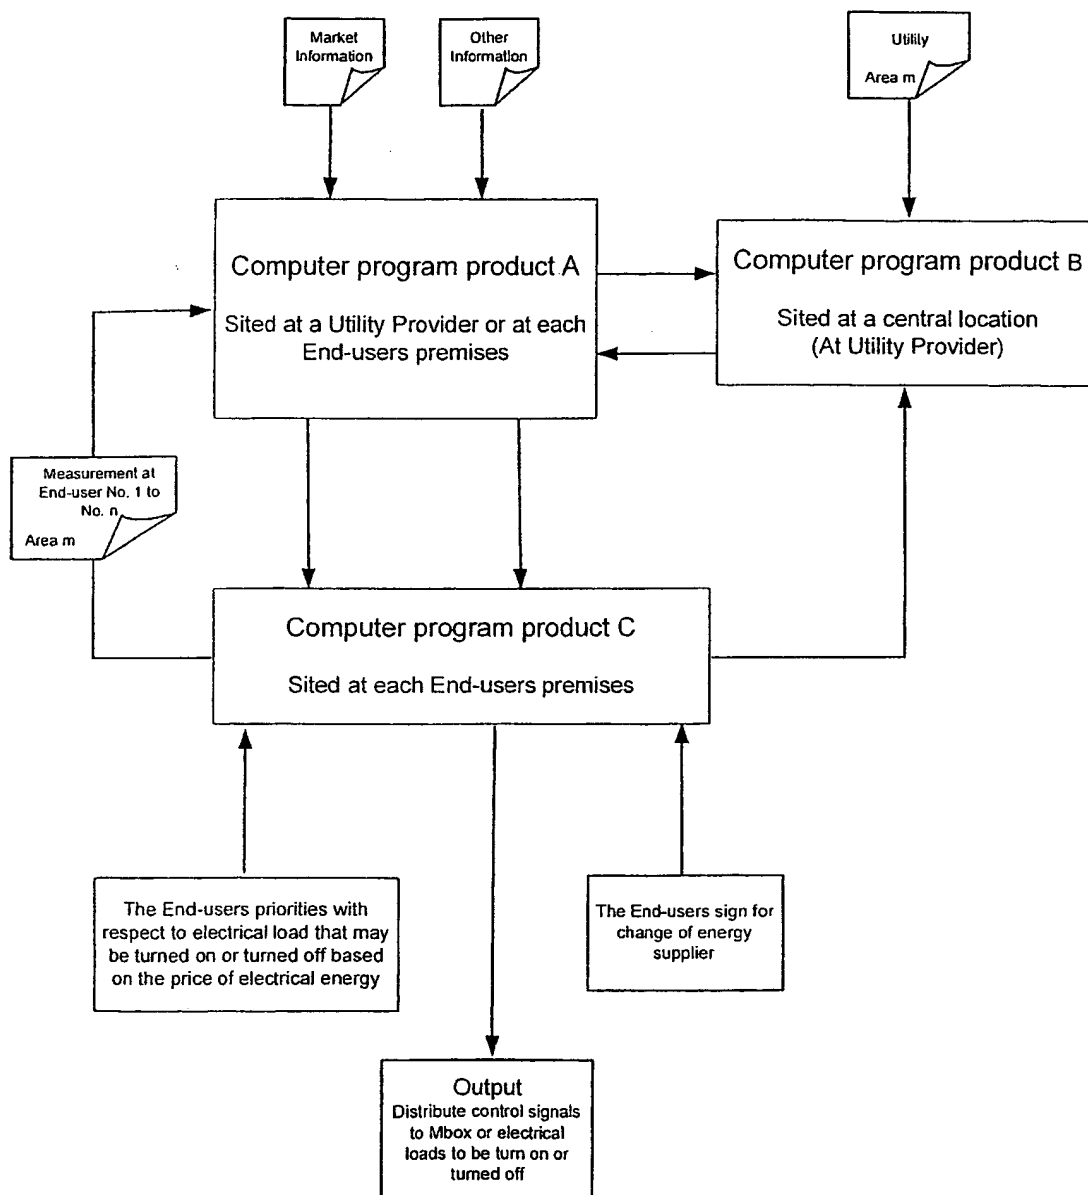 Market
Information
Other
Information
Utility
Area m
Computer program product A
Sited at a Utility Provider or at each
End-users premises
Computer program product B
Sited at a central location
(At Utility Provider)
Measurement at
End-user No. 1 to
No. n
Area m
Computer program product C
Sited at each End-users premises
The End-users priorities with
respect to electrical load that may
be turned on or turned off based
on the price of electrical energy
The End-users sign for
change of energy
supplier
Output
Distribute control signals
to Mbox or electrical
loads to be turn on or
turned off